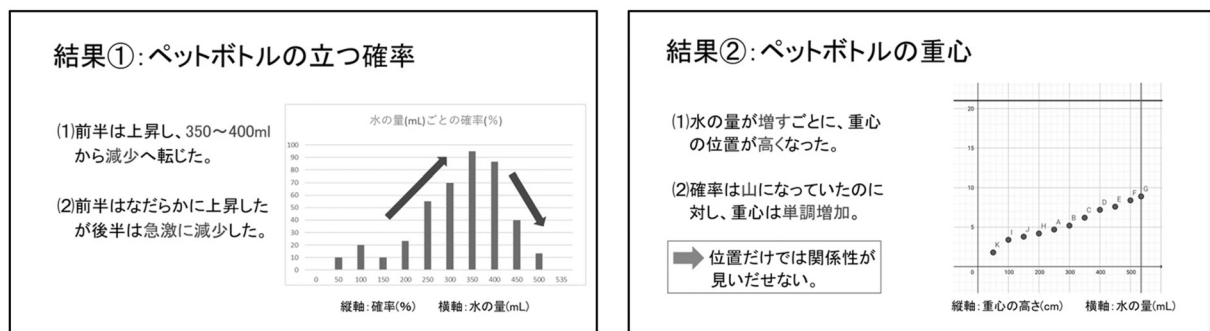 結果①：ペットボトルの立つ確率
⑴前半は上昇し、350～400ml
から減少へ転じた。
⑵前半はなだらかに上昇した
が後半は急激に減少した。
水の量(mL)ごとの確率(%)
100
90
80
70
60
50
40
30
20
10
0
0 50 100 150 200 250 300 350 400 450 500 535
縦軸：確率(%) 横軸：水の量(mL)
結果②：ペットボトルの重心
⑴水の量が増すごとに、重心
の位置が高くなった。
⑵確率は山になっていたのに
対し、重心は単調増加。
位置だけでは関係性が
見いだせない。
20
15
10
5
K I J H A B C D E F G
0 100 200 300 400 500
縦軸：重心の高さ(cm) 横軸：水の量(mL)